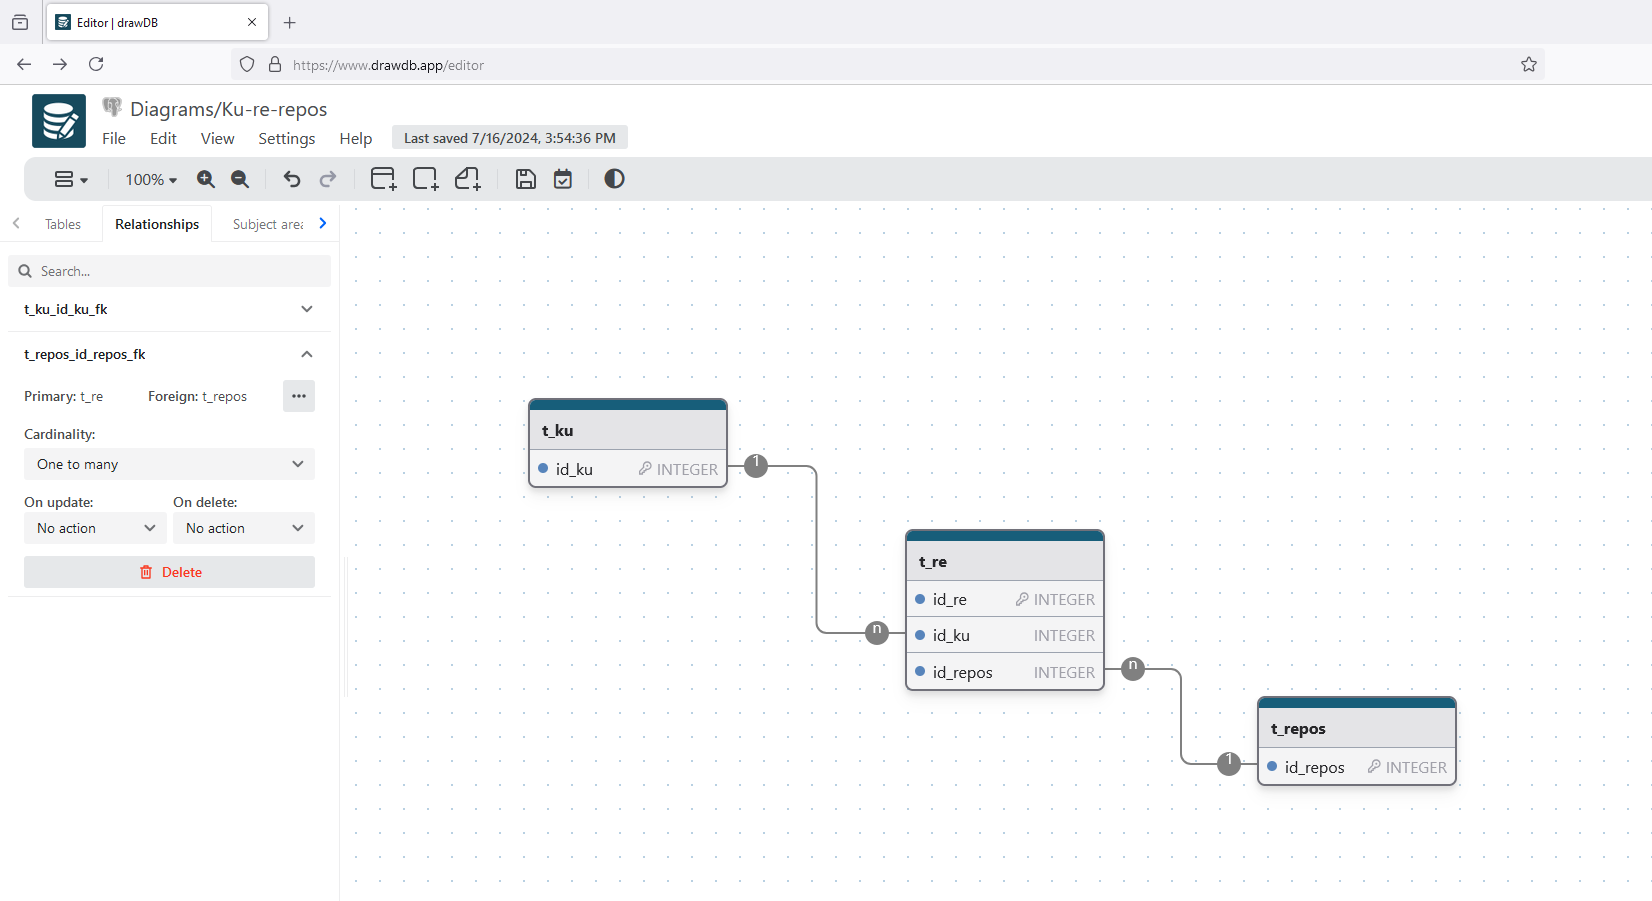 Editor | drawDB
https://www.drawdb.app/editor
Diagrams/Ku-re-repos
File Edit View Settings Help Last saved 7/16/2024, 3:54:36 PM
100%
Tables Relationships Subject area
Search...
t_ku_id_ku_fk
t_repos_id_repos_fk
Primary: t_re Foreign: t_repos
Cardinality:
One to many
On update: On delete:
No action No action
Delete
t_ku
id_ku INTEGER
1
t_re
id_re INTEGER
n
id_ku INTEGER
id_repos INTEGER
n
t_repos
1
id_repos INTEGER